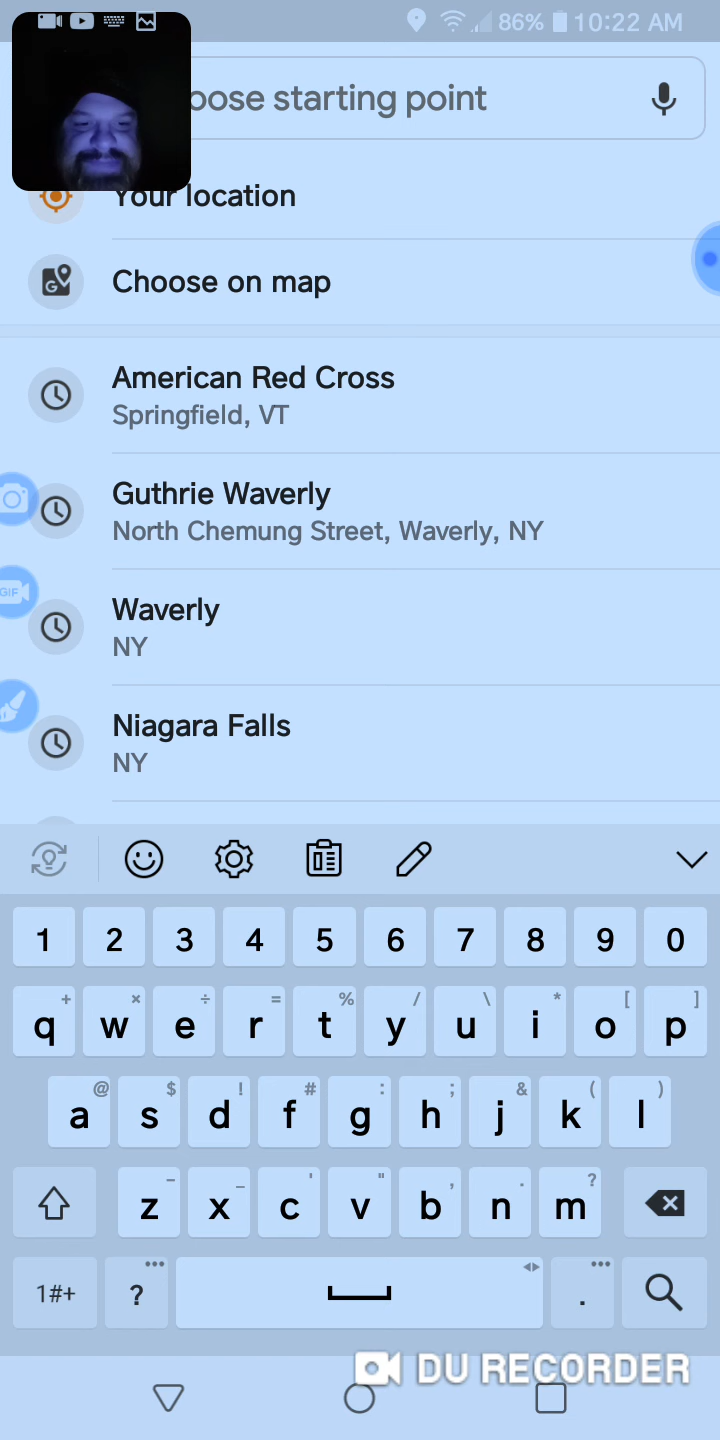 86% 10:22 AM
oose starting point
Your location
Choose on map
G
American Red Cross
Springfield, VT
Guthrie Waverly
North Chemung Street, Waverly, NY
GIF
Waverly
NY
Niagara Falls
NY
1 2 3 4 5 6 7 8 9 0
+ × ÷ = % / \ * [ ]
q w e r t y u i o p
@ $ ! # : ; & ( )
a s d f g h j k l
- _ ' " , . ?
z x c v b n m
1#+ ? .
DU RECORDER